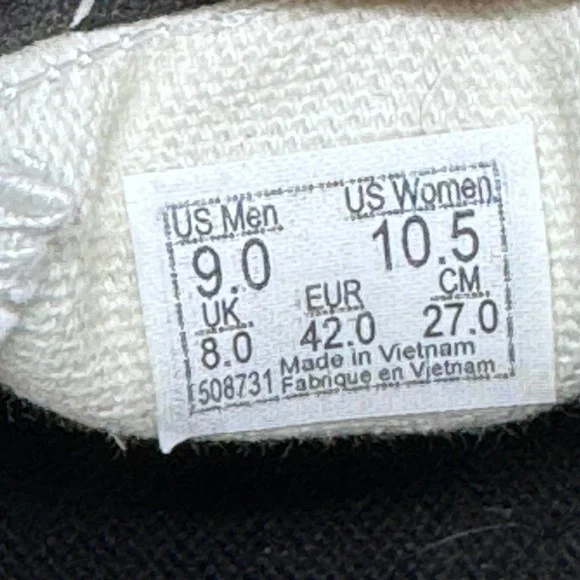 US Men US Women
9.0 10.5
UK EUR CM
8.0 42.0 27.0
Made in Vietnam
508731 Fabrique en Vietnam